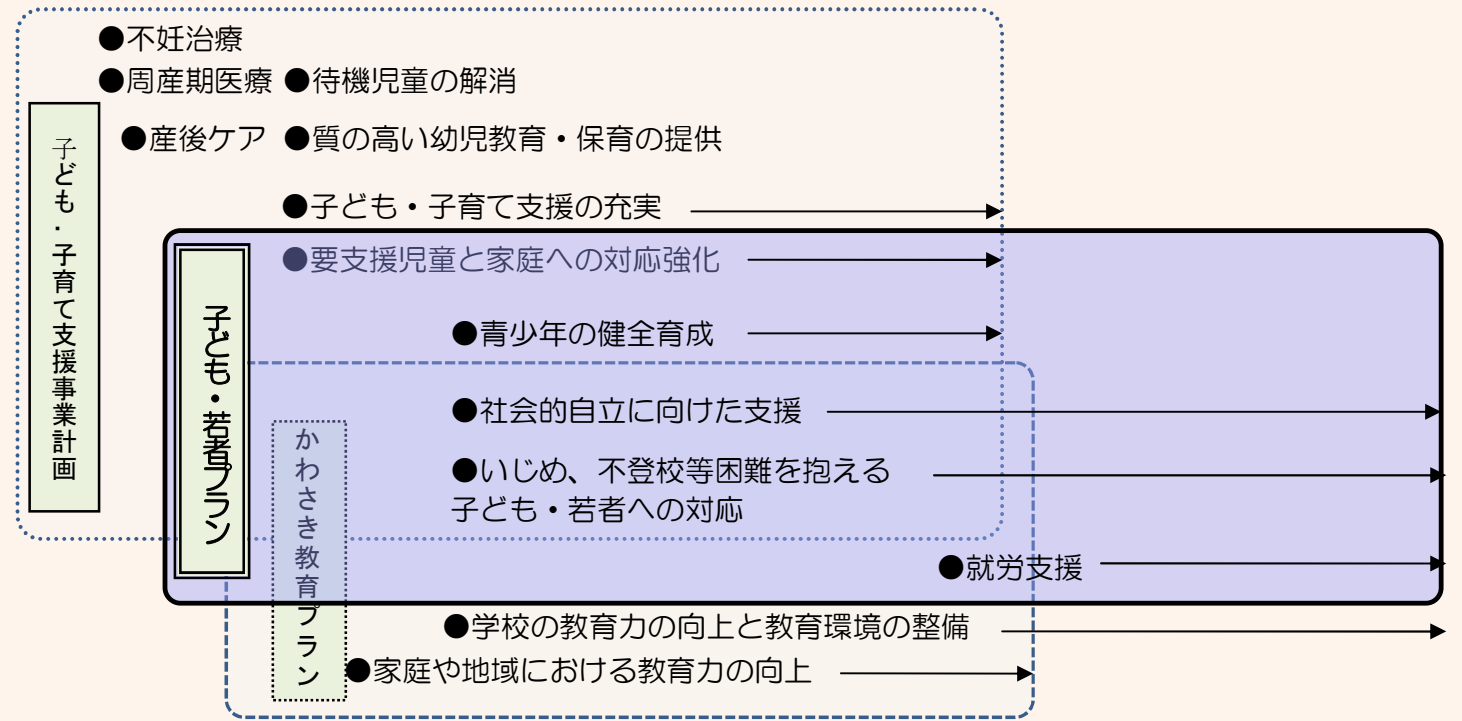 ●不妊治療
●周産期医療 ●待機児童の解消
●産後ケア ●質の高い幼児教育・保育の提供
子ども・子育て支援事業計画
●子ども・子育て支援の充実
●要支援児童と家庭への対応強化
子ども・若者プラン
●青少年の健全育成
●社会的自立に向けた支援
かわさき教育プラン
●いじめ、不登校等困難を抱える
子ども・若者への対応
●就労支援
●学校の教育力の向上と教育環境の整備
●家庭や地域における教育力の向上